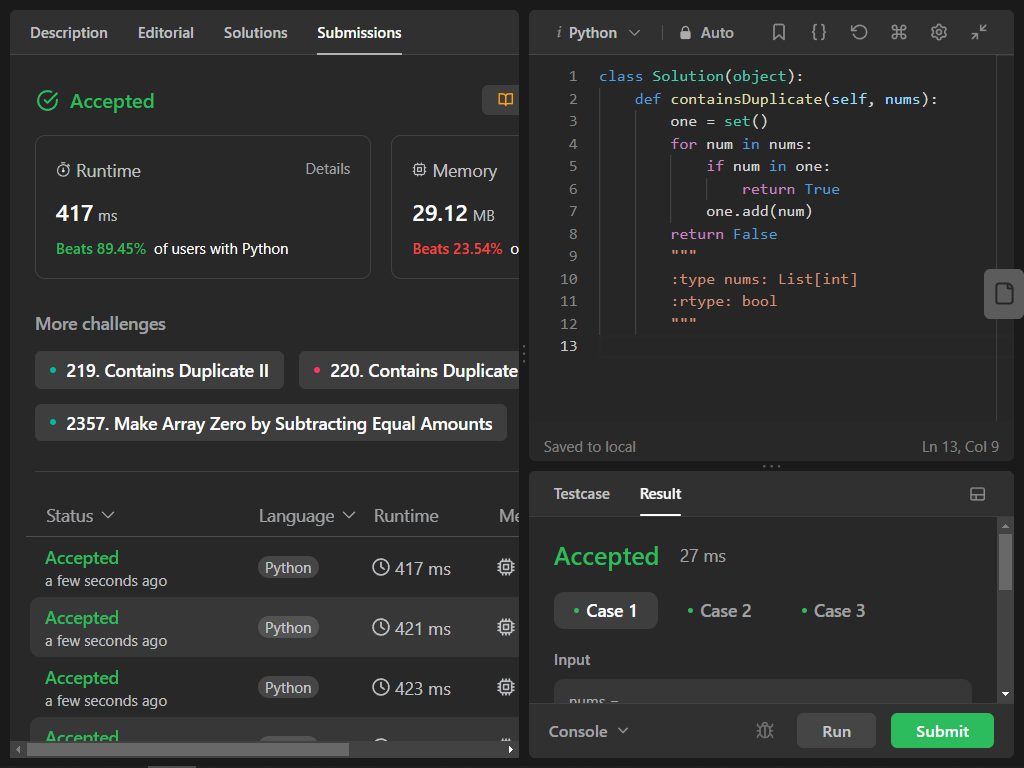 Description Editorial Solutions Submissions
Accepted
Runtime Details
417 ms
Beats 89.45% of users with Python
Memory
29.12 MB
Beats 23.54% o
More challenges
219. Contains Duplicate II
220. Contains Duplicate
2357. Make Array Zero by Subtracting Equal Amounts
Status Language Runtime Me
Accepted
a few seconds ago
Python 417 ms
Accepted
a few seconds ago
Python 421 ms
Accepted
a few seconds ago
Python 423 ms
Accepted
i Python Auto
1 class Solution(object):
2 def containsDuplicate(self, nums):
3 one = set()
4 for num in nums:
5 if num in one:
6 return True
7 one.add(num)
8 return False
9 """
10 :type nums: List[int]
11 :rtype: bool
12 """
13
Saved to local Ln 13, Col 9
Testcase Result
Accepted 27 ms
Case 1 Case 2 Case 3
Input
nums =
Console Run Submit